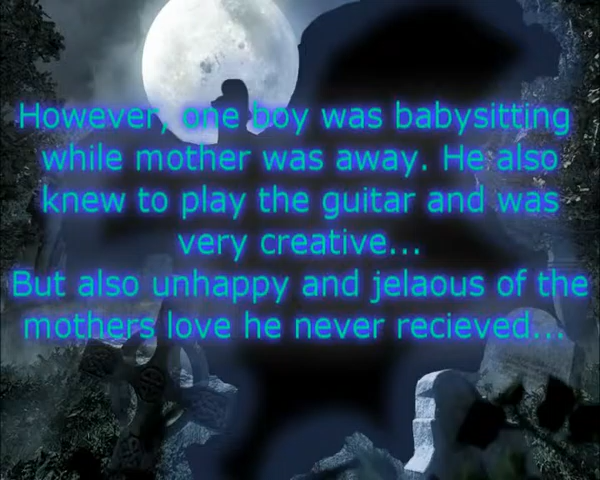 However, one boy was babysitting
while mother was away. He also
knew to play the guitar and was
very creative...
But also unhappy and jelaous of the
mothers love he never recieved...